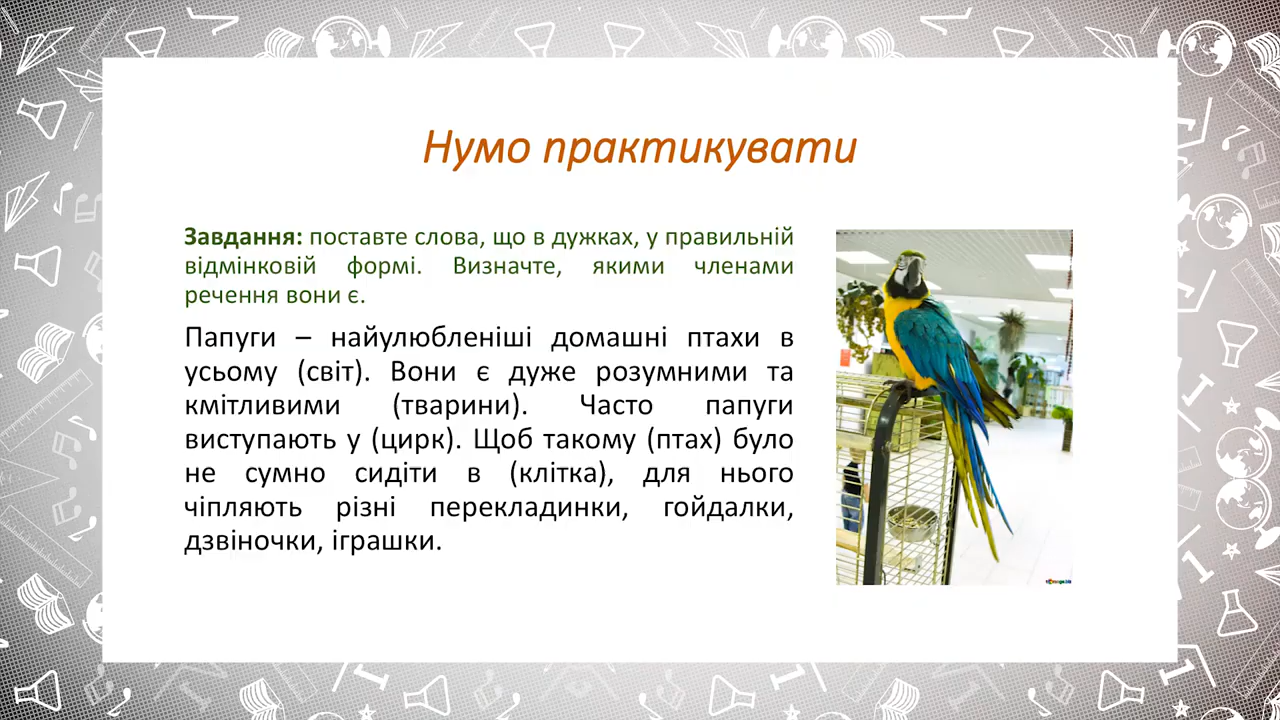 Нумо практикувати
Завдання: поставте слова, що в дужках, у правильній
відмінковій формі. Визначте, якими членами
речення вони є.
Папуги – найулюбленіші домашні птахи в
усьому (світ). Вони є дуже розумними та
кмітливими (тварини). Часто папуги
виступають у (цирк). Щоб такому (птах) було
не сумно сидіти в (клітка), для нього
чіпляють різні перекладинки, гойдалки,
дзвіночки, іграшки.